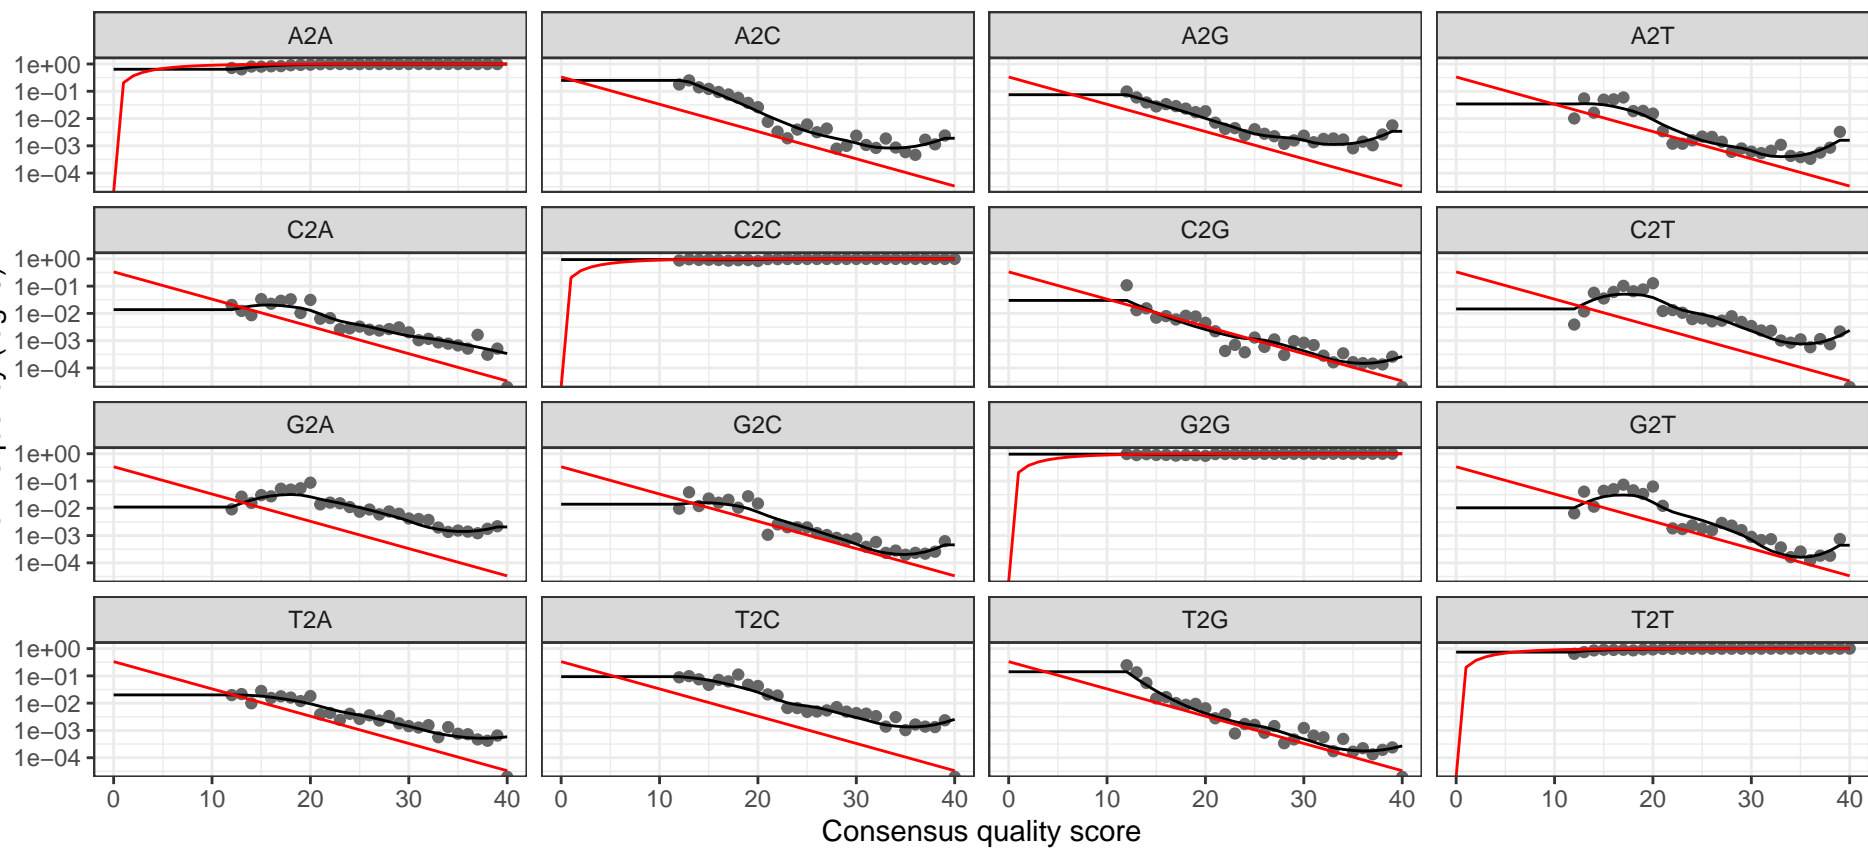 A2A A2C A2G A2T
1e+00
1e−01
1e−02
1e−03
1e−04
C2A C2C C2G C2T
1e+00
1e−01
1e−02
1e−03
1e−04
G2A G2C G2G G2T
1e+00
1e−01
1e−02
1e−03
1e−04
T2A T2C T2G T2T
1e+00
1e−01
1e−02
1e−03
1e−04
0 10 20 30 40 0 10 20 30 40 0 10 20 30 40 0 10 20 30 40
Consensus quality score